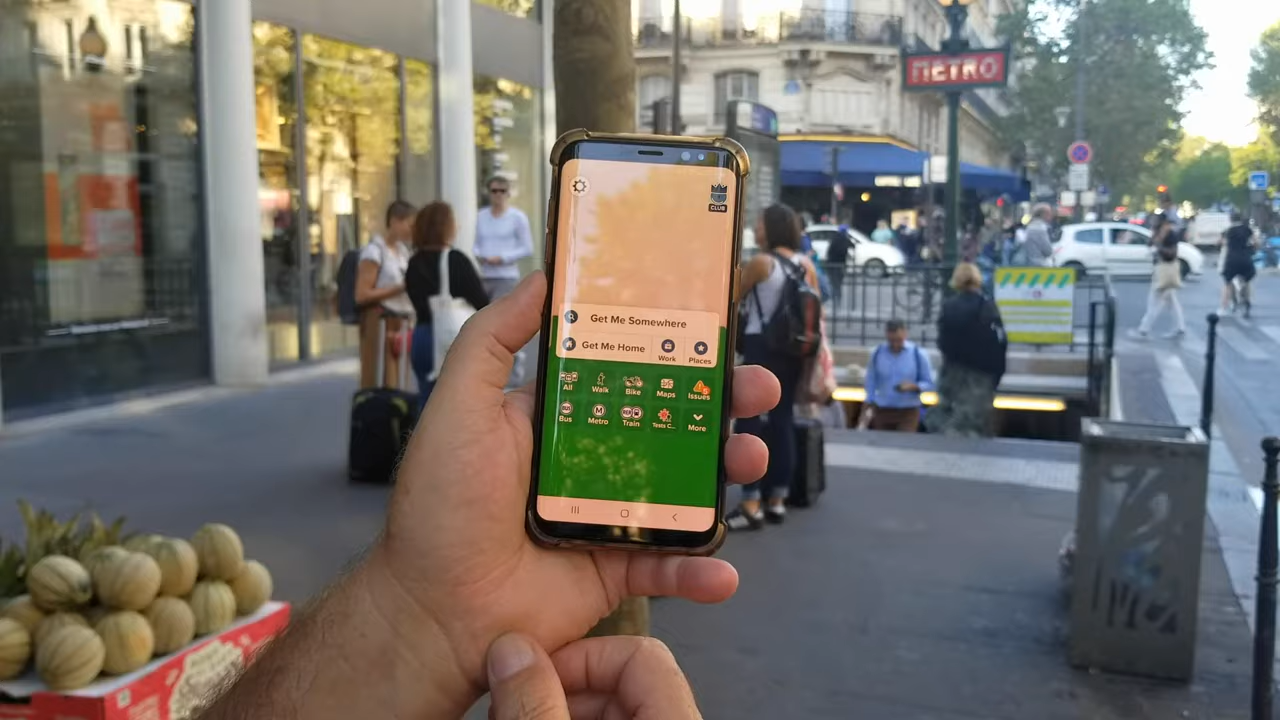 METRO
CLUB
Get Me Somewhere
Get Me Home
Work
Places
All
Walk
Bike
Maps
Issues
Bus
Metro
Train
Tests C...
More